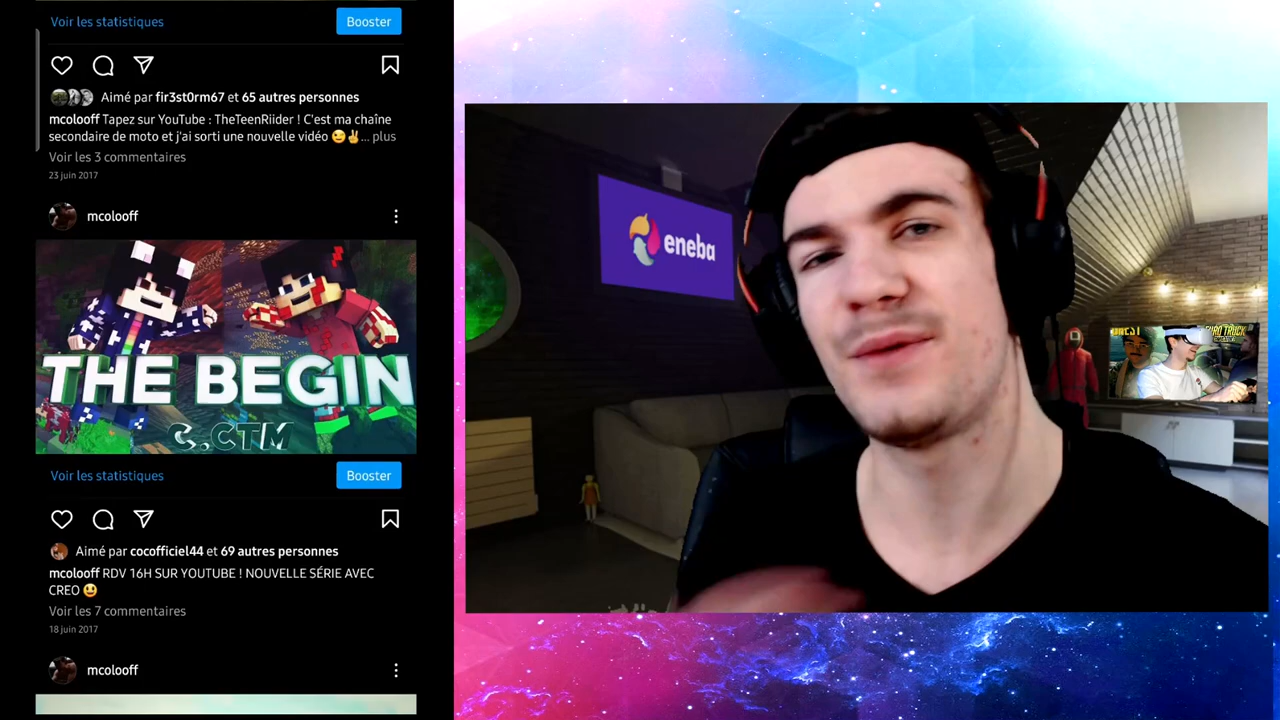 Voir les statistiques
Booster
Aimé par fir3st0rm67 et 65 autres personnes
mcolooff Tapez sur YouTube : TheTeenRiider ! C'est ma chaîne
secondaire de moto et j'ai sorti une nouvelle vidéo 😉✌️... plus
Voir les 3 commentaires
23 juin 2017
mcolooff
THE BEGIN
C.CTM
Voir les statistiques
Booster
Aimé par cocofficiel44 et 69 autres personnes
mcolooff RDV 16H SUR YOUTUBE ! NOUVELLE SÉRIE AVEC
CREO 😃
Voir les 7 commentaires
18 juin 2017
mcolooff
eneba